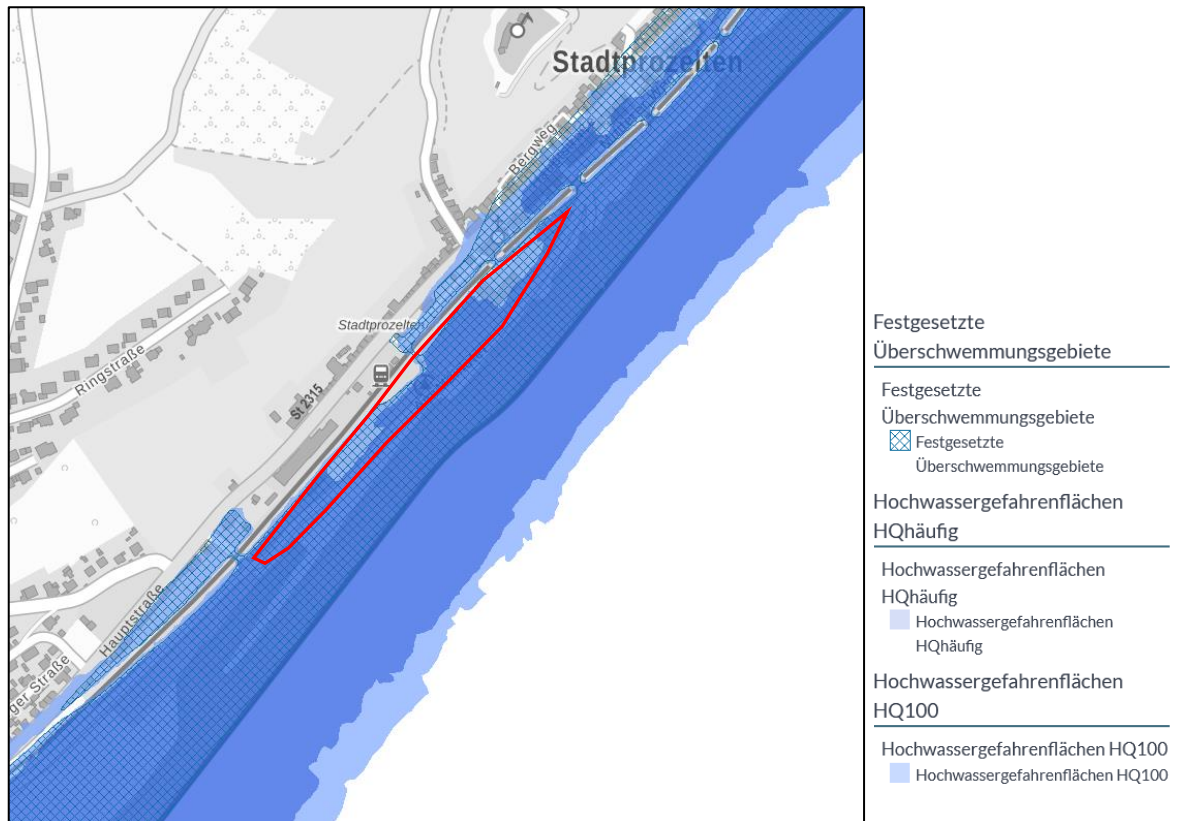 Stadtprozelten
Bergweg
Stadtprozelten
Ringstraße
St 2315
Hauptstraße
ger Straße
Festgesetzte
Überschwemmungsgebiete
Festgesetzte
Überschwemmungsgebiete
Festgesetzte
Überschwemmungsgebiete
Hochwassergefahrenflächen
HQhäufig
Hochwassergefahrenflächen
HQhäufig
Hochwassergefahrenflächen
HQhäufig
Hochwassergefahrenflächen
HQ100
Hochwassergefahrenflächen HQ100
Hochwassergefahrenflächen HQ100